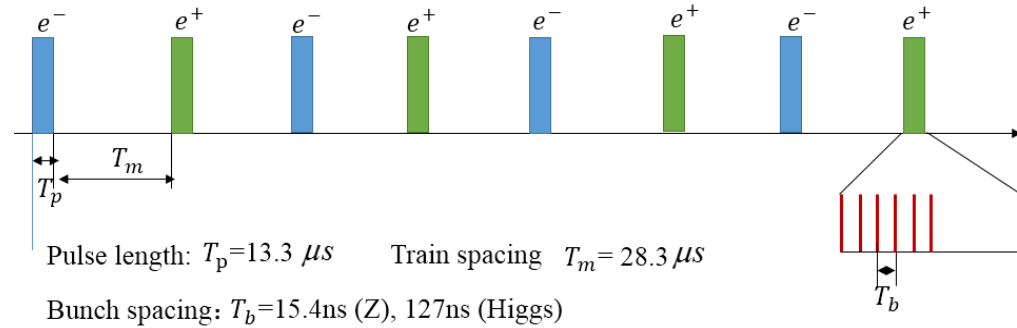 e⁻ e⁺ e⁻ e⁺ e⁻ e⁺ e⁻ e⁺
T_m
T_p
T_b
Pulse length: T_p=13.3 μs Train spacing T_m= 28.3 μs
Bunch spacing: T_b=15.4ns (Z), 127ns (Higgs)